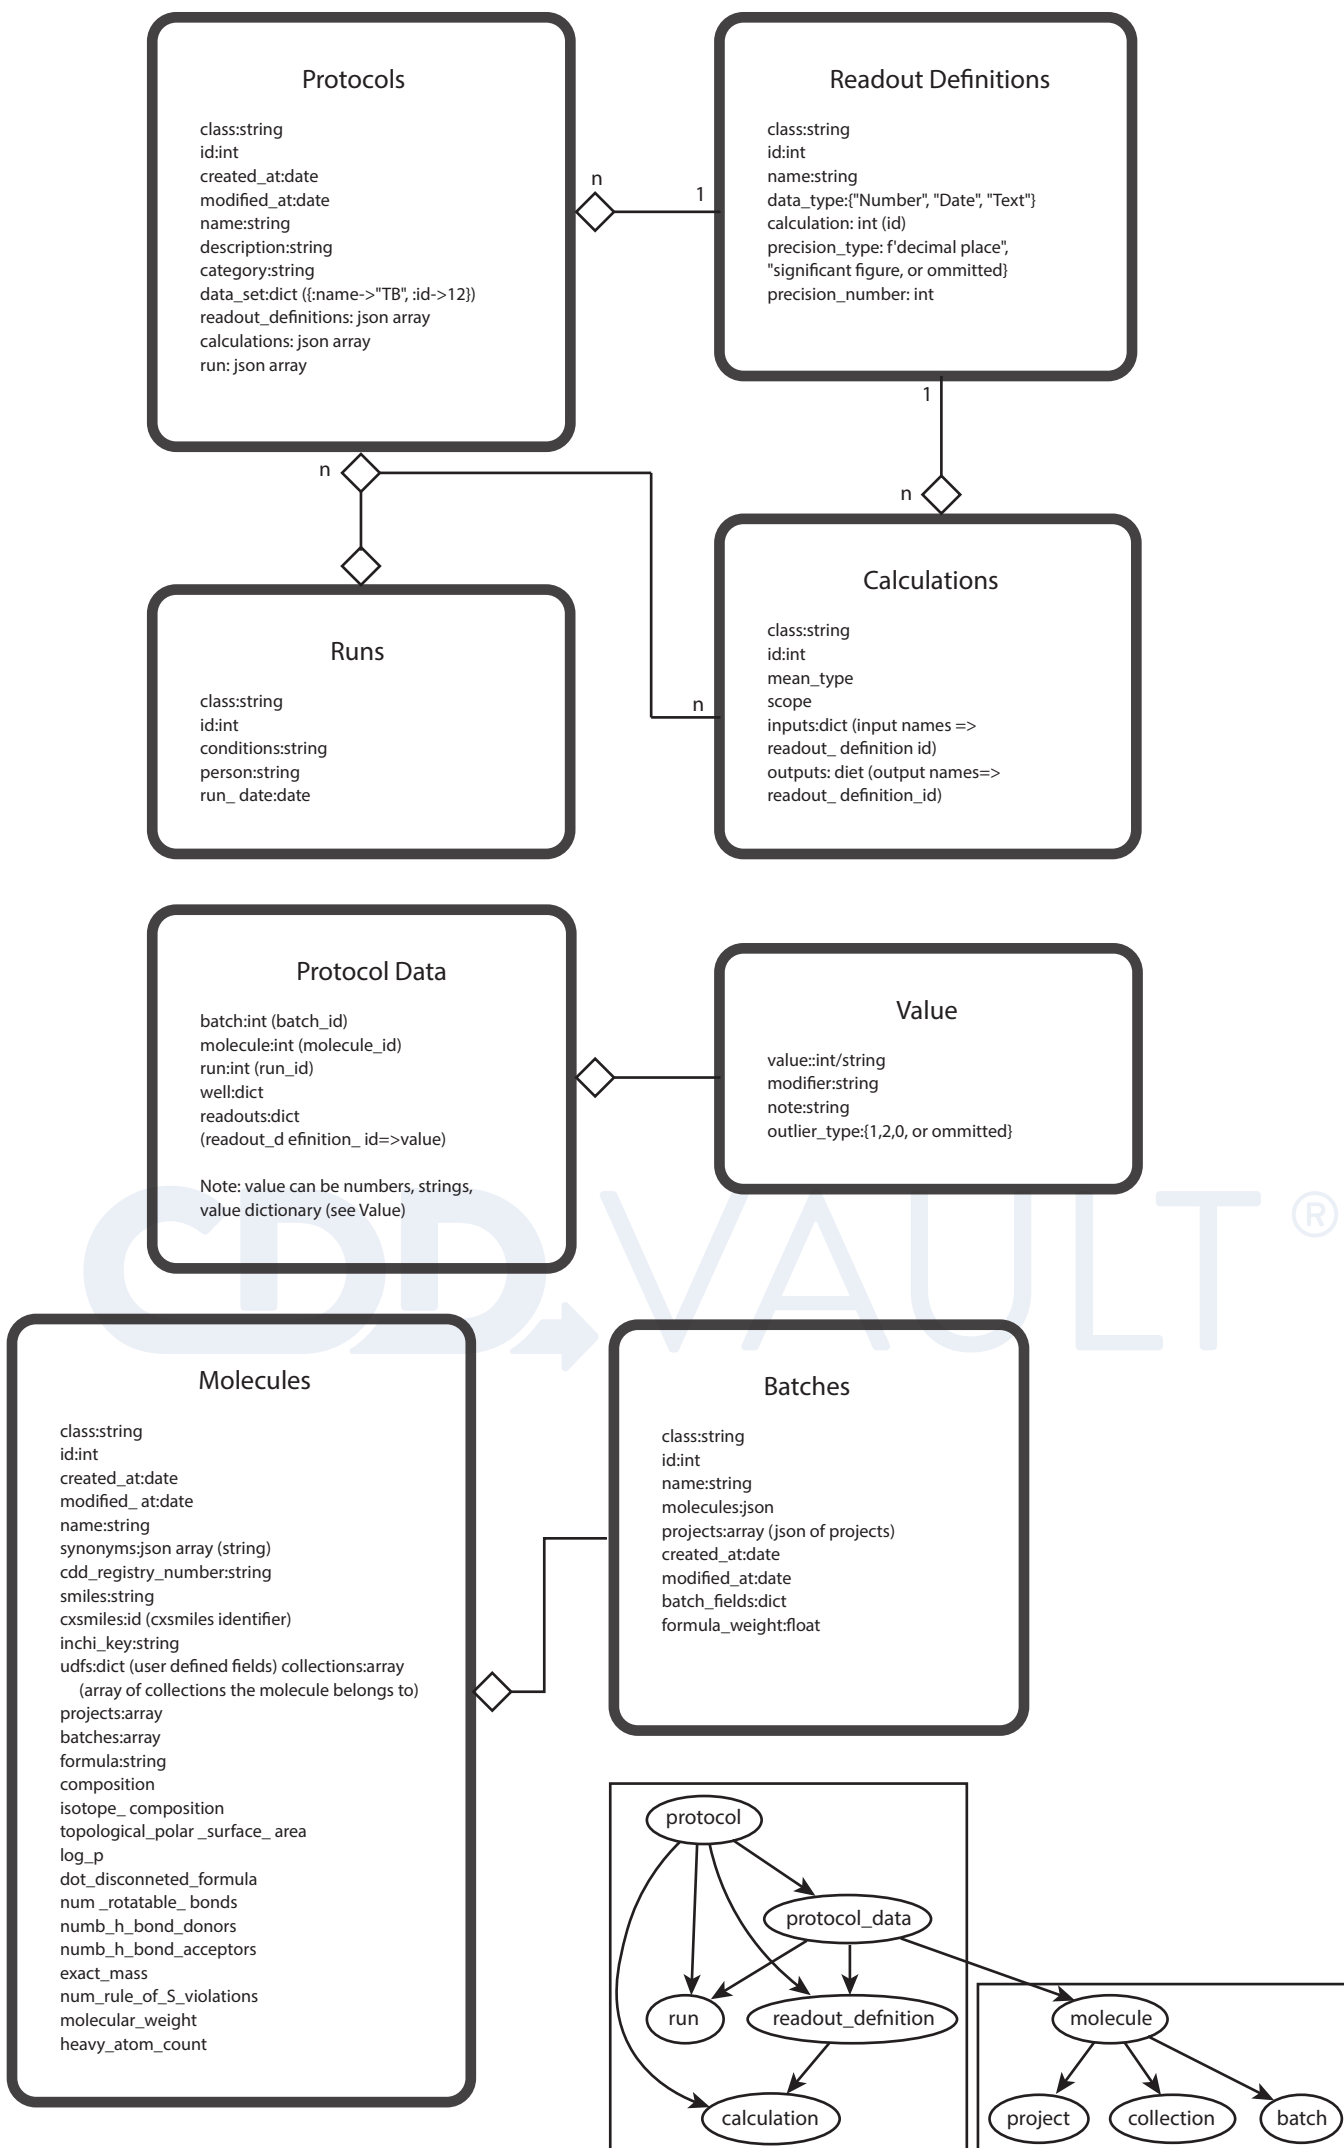 Protocols
class:string
id:int
created_at:date
modified_at:date
name:string
description:string
category:string
data_set:dict ({:name->"TB", :id->12})
readout_definitions: json array
calculations: json array
run: json array
n
1
Readout Definitions
class:string
id:int
name:string
data_type:{"Number", "Date", "Text"}
calculation: int (id)
precision_type: f'decimal place",
"significant figure, or ommitted}
precision_number: int
1
n
n
n
Runs
class:string
id:int
conditions:string
person:string
run_ date:date
Calculations
class:string
id:int
mean_type
scope
inputs:dict (input names =>
readout_ definition id)
outputs: diet (output names=>
readout_ definition_id)
Protocol Data
batch:int (batch_id)
molecule:int (molecule_id)
run:int (run_id)
well:dict
readouts:dict
(readout_d efinition_ id=>value)
Note: value can be numbers, strings,
value dictionary (see Value)
Value
value::int/string
modifier:string
note:string
outlier_type:{1,2,0, or ommitted}
CDD VAULT ®
Molecules
class:string
id:int
created_at:date
modified_ at:date
name:string
synonyms:json array (string)
cdd_registry_number:string
smiles:string
cxsmiles:id (cxsmiles identifier)
inchi_key:string
udfs:dict (user defined fields) collections:array
(array of collections the molecule belongs to)
projects:array
batches:array
formula:string
composition
isotope_ composition
topological_polar _surface_ area
log_p
dot_disconneted_formula
num _rotatable_ bonds
numb_h_bond_donors
numb_h_bond_acceptors
exact_mass
num_rule_of_S_violations
molecular_weight
heavy_atom_count
Batches
class:string
id:int
name:string
molecules:json
projects:array (json of projects)
created_at:date
modified_at:date
batch_fields:dict
formula_weight:float
protocol
protocol_data
run
readout_defnition
calculation
molecule
project
collection
batch